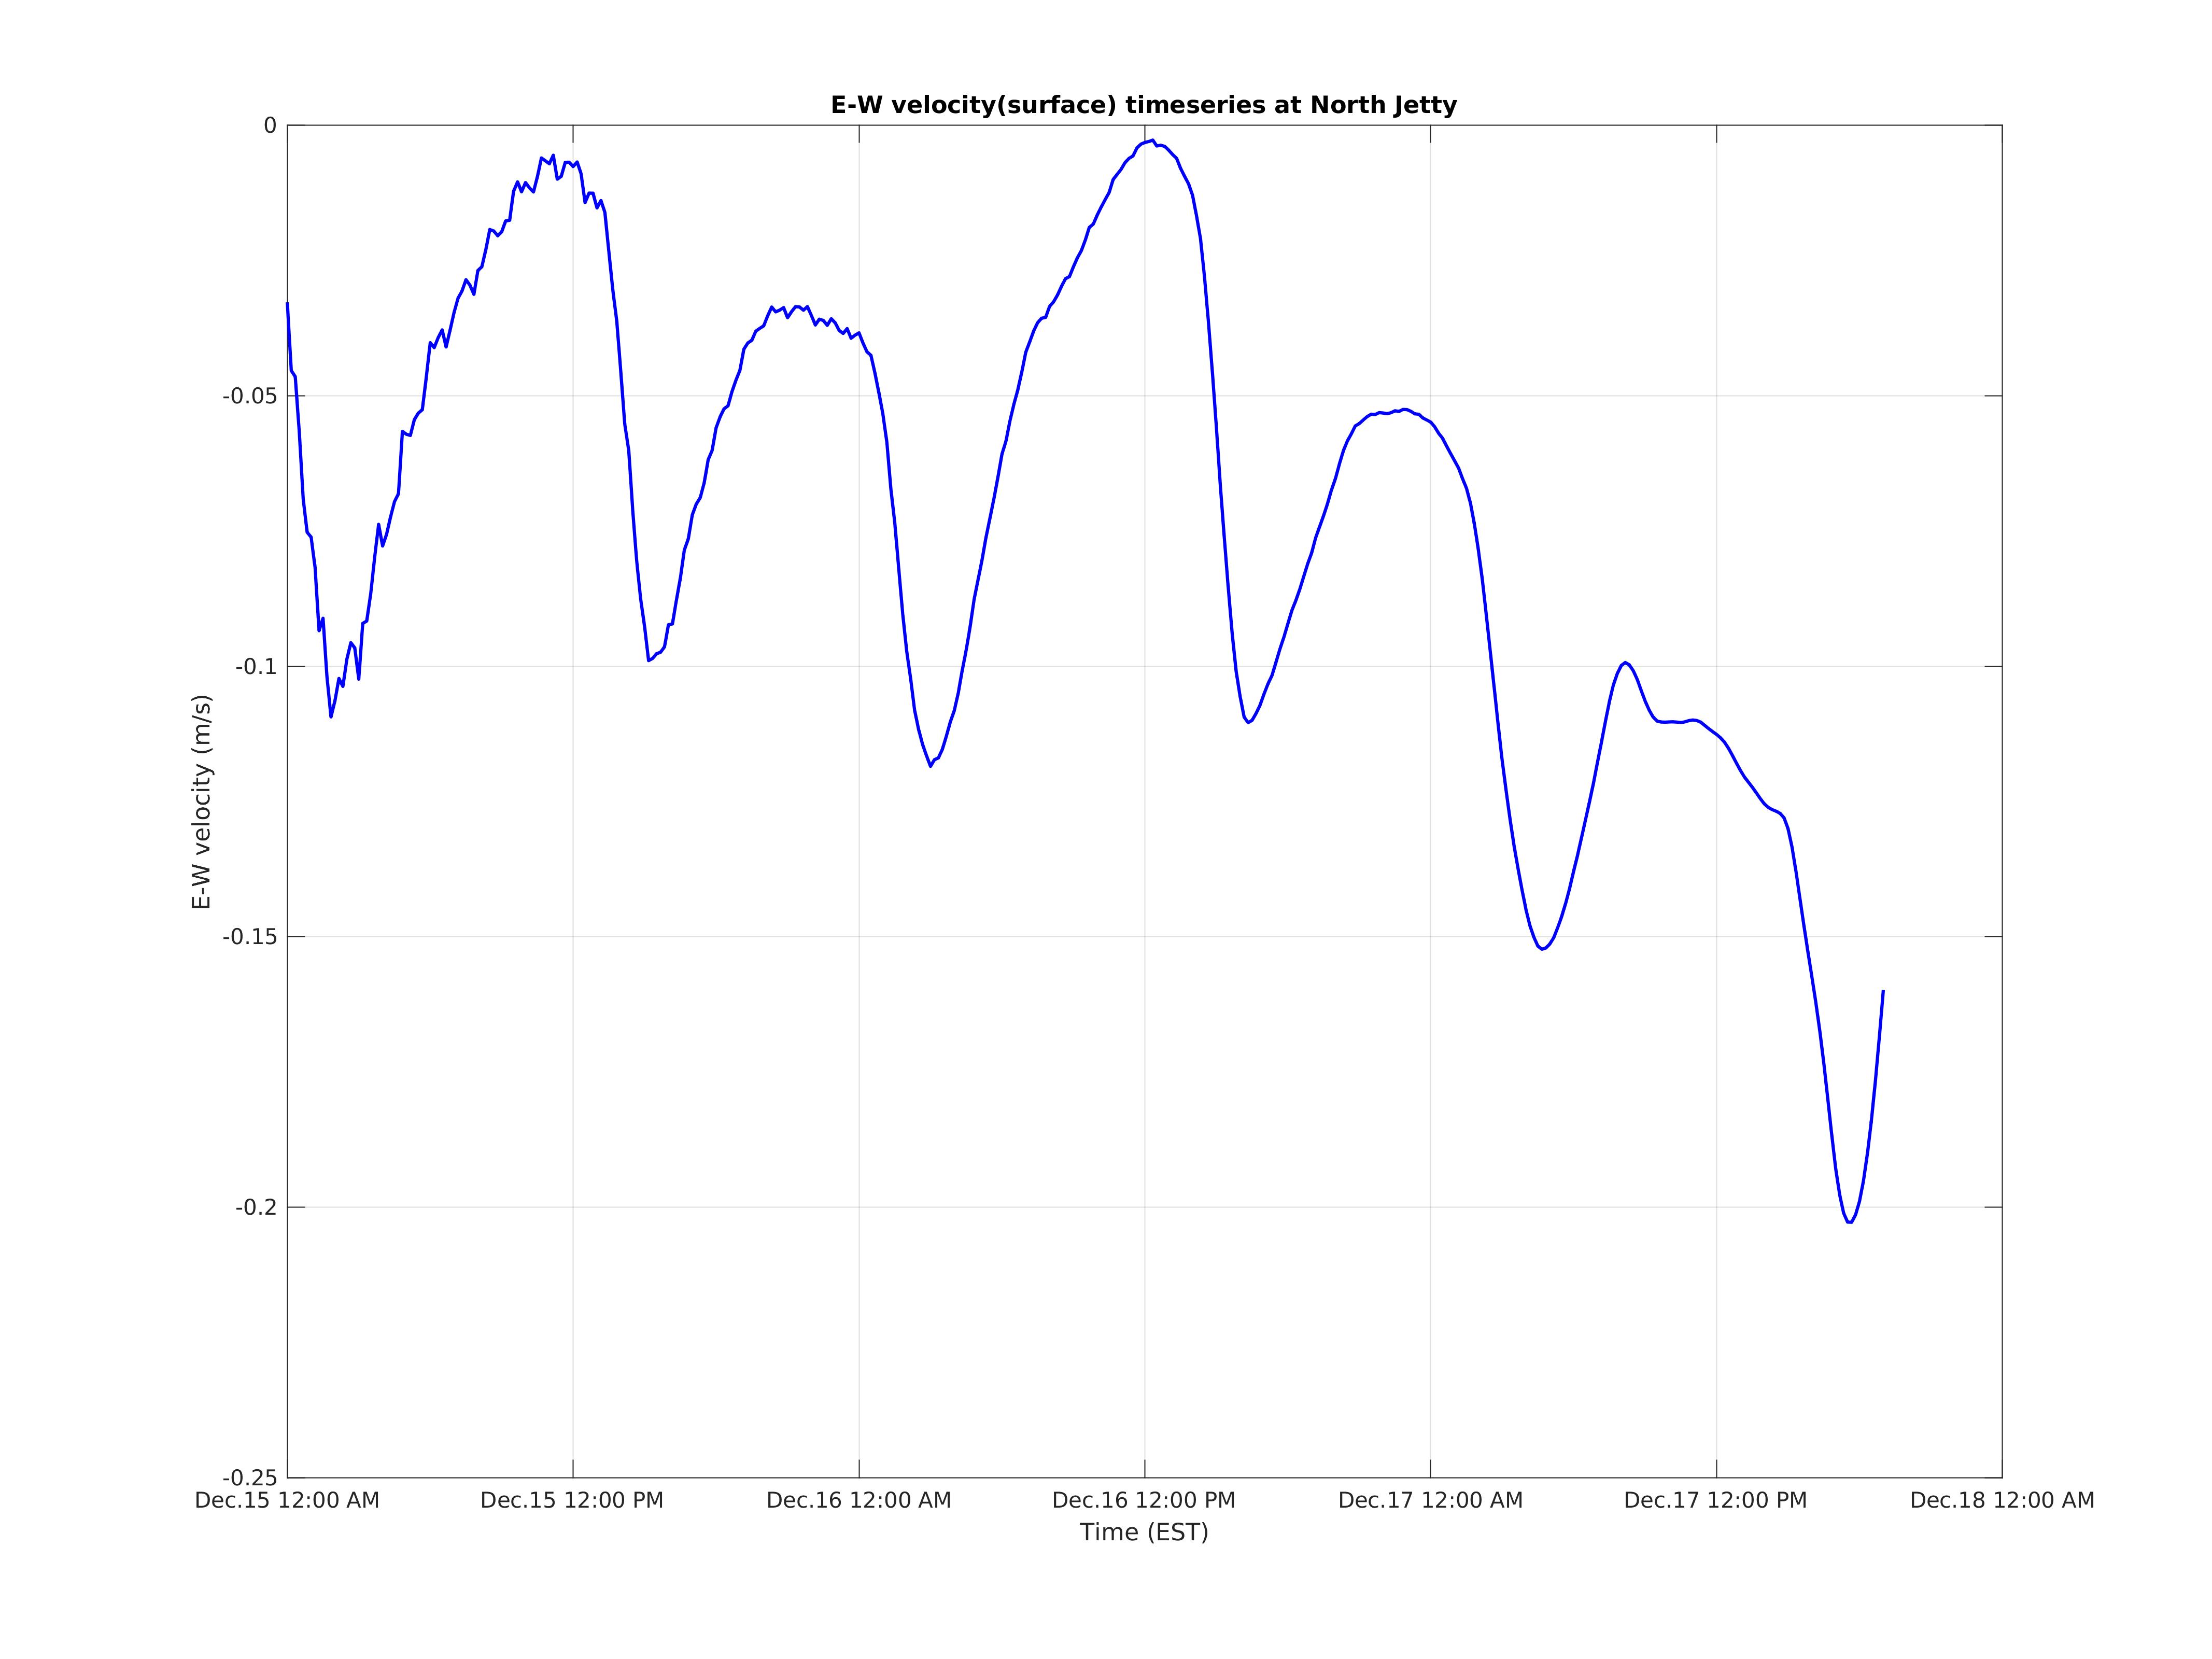 E-W velocity(surface) timeseries at North Jetty
0
-0.05
-0.1
-0.15
-0.2
-0.25
E-W velocity (m/s)
Dec.15 12:00 AM Dec.15 12:00 PM Dec.16 12:00 AM Dec.16 12:00 PM Dec.17 12:00 AM Dec.17 12:00 PM Dec.18 12:00 AM
Time (EST)